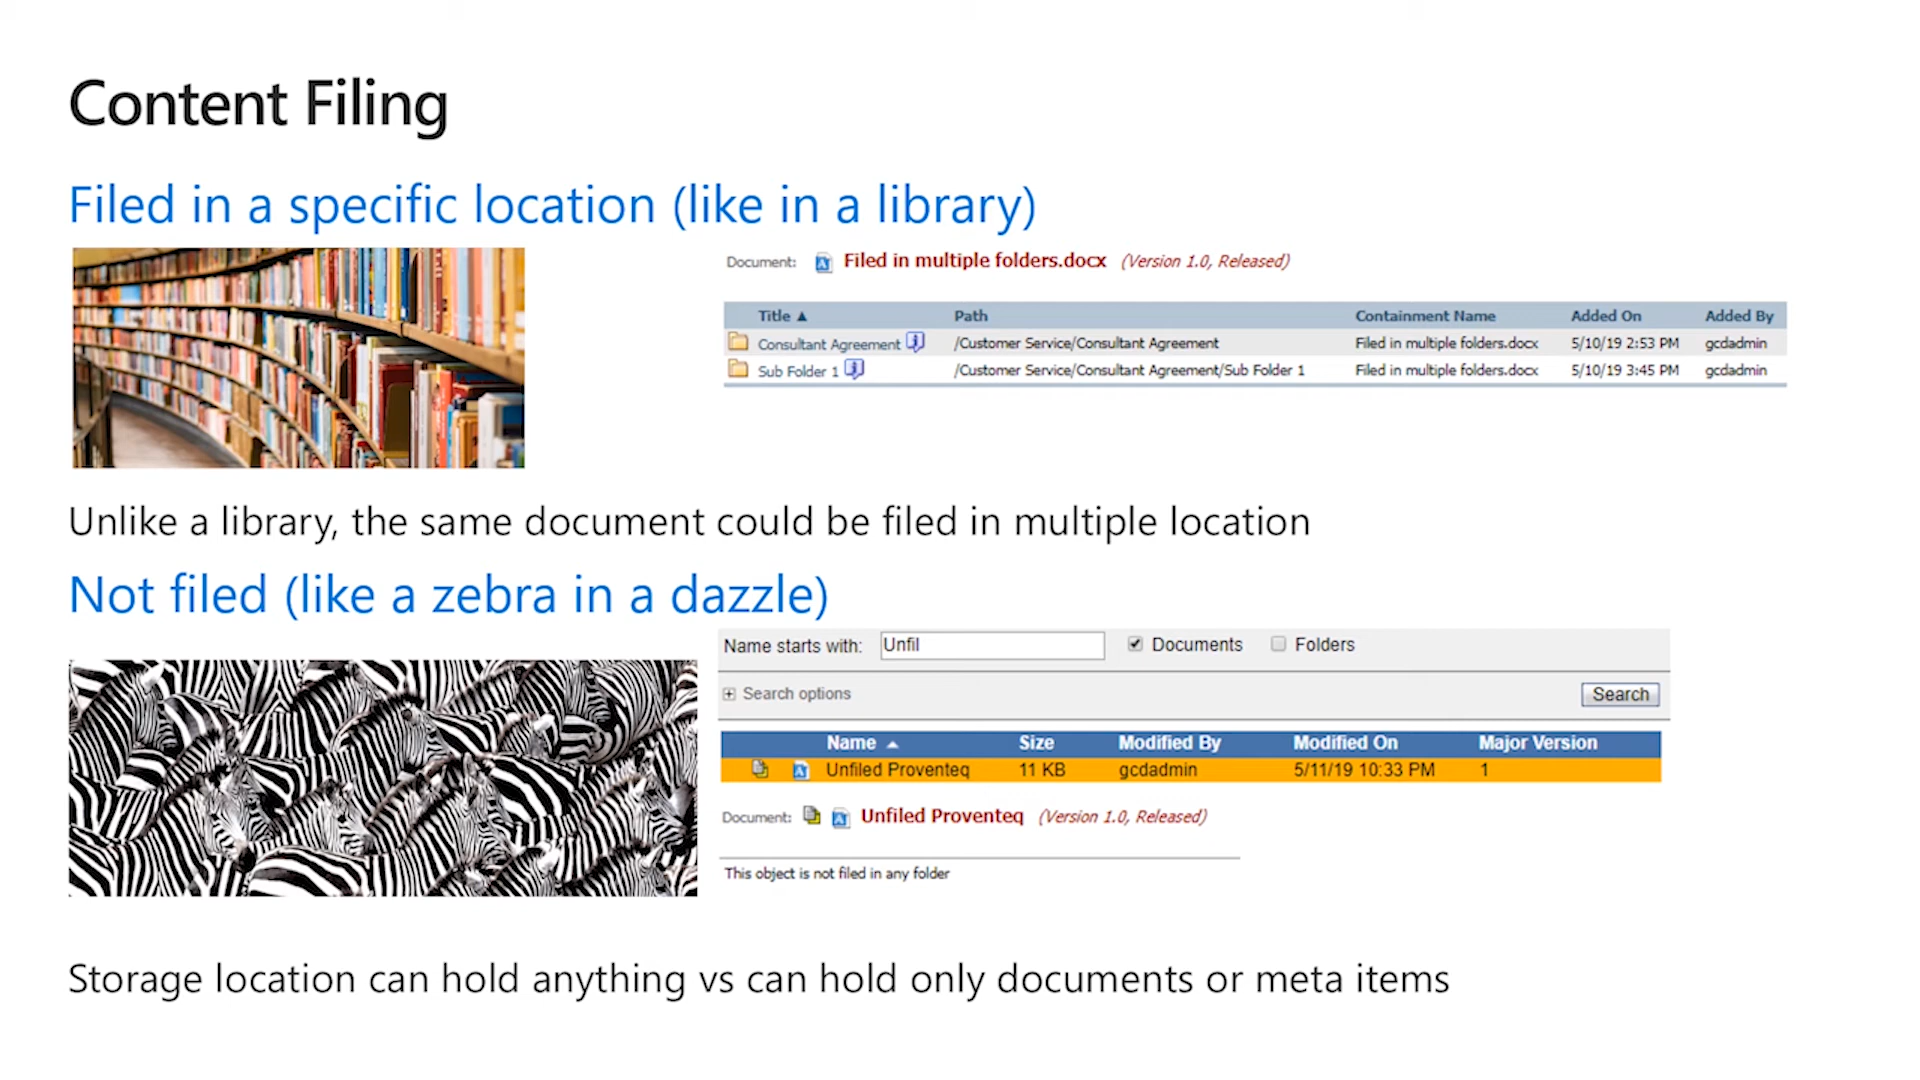 Content Filing
Filed in a specific location (like in a library)
Document: Filed in multiple folders.docx (Version 1.0, Released)
Title ▲ Path Containment Name Added On Added By
Consultant Agreement /Customer Service/Consultant Agreement Filed in multiple folders.docx 5/10/19 2:53 PM gcdadmin
Sub Folder 1 /Customer Service/Consultant Agreement/Sub Folder 1 Filed in multiple folders.docx 5/10/19 3:45 PM gcdadmin
Unlike a library, the same document could be filed in multiple location
Not filed (like a zebra in a dazzle)
Name starts with: Unfil Documents Folders
Search options Search
Name Size Modified By Modified On Major Version
Unfiled Proventeq 11 KB gcdadmin 5/11/19 10:33 PM 1
Document: Unfiled Proventeq (Version 1.0, Released)
This object is not filed in any folder
Storage location can hold anything vs can hold only documents or meta items